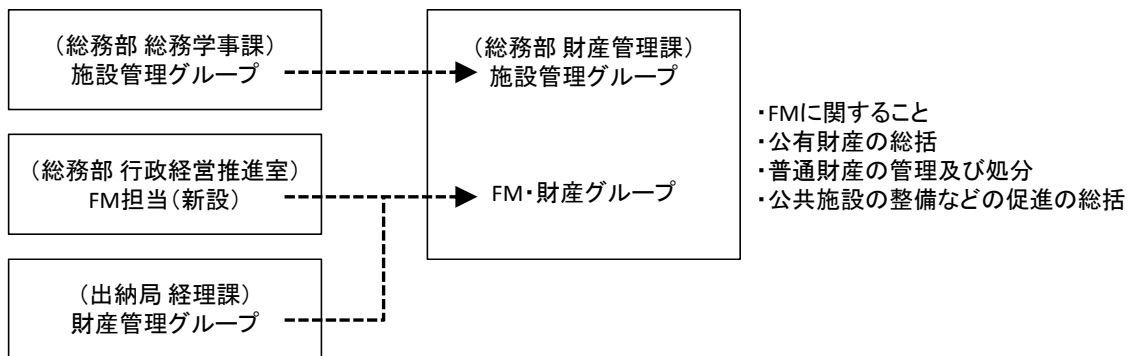 (総務部 総務学事課)
施設管理グループ
(総務部 行政経営推進室)
FM担当(新設)
(出納局 経理課)
財産管理グループ
(総務部 財産管理課)
施設管理グループ
FM・財産グループ
・FMに関すること
・公有財産の総括
・普通財産の管理及び処分
・公共施設の整備などの促進の総括